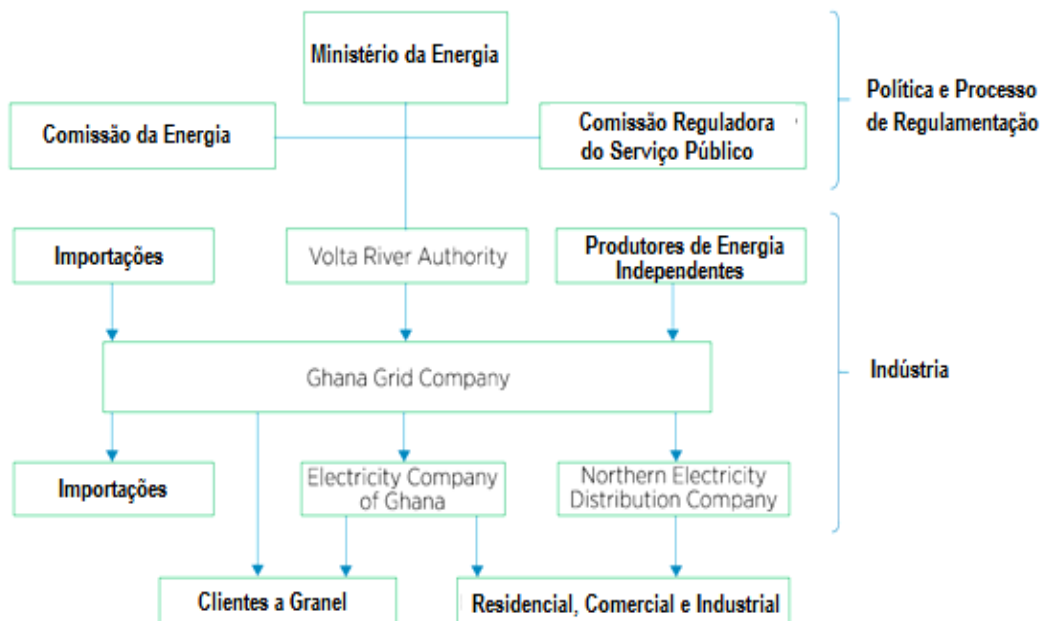 Ministério da Energia
Política e Processo
de Regulamentação
Comissão da Energia
Comissão Reguladora
do Serviço Público
Importações
Volta River Authority
Produtores de Energia
Independentes
Ghana Grid Company
Indústria
Importações
Electricity Company
of Ghana
Northern Electricity
Distribution Company
Clientes a Granel
Residencial, Comercial e Industrial